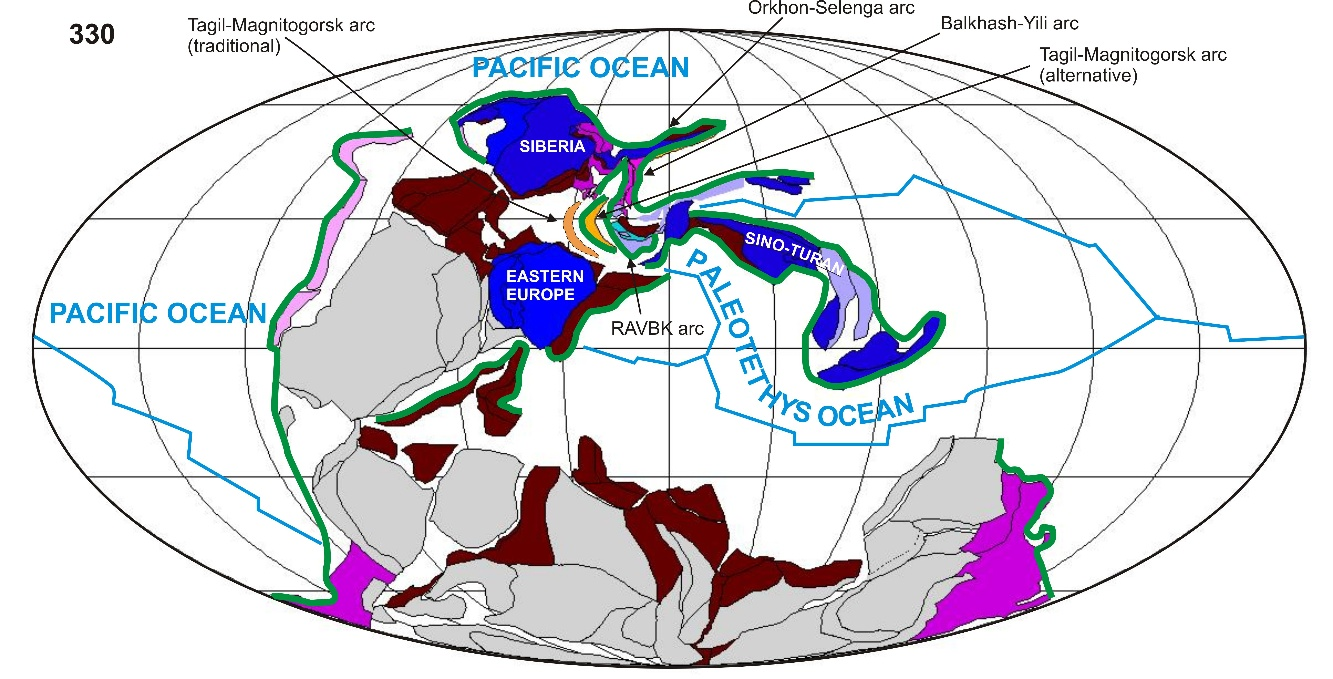 330
Tagil-Magnitogorsk arc
(traditional)
Orkhon-Selenga arc
Balkhash-Yili arc
Tagil-Magnitogorsk arc
(alternative)
PACIFIC OCEAN
SIBERIA
SINO-TURAN
EASTERN
EUROPE
PACIFIC OCEAN
RAVBK arc
PALEOTETHYS OCEAN